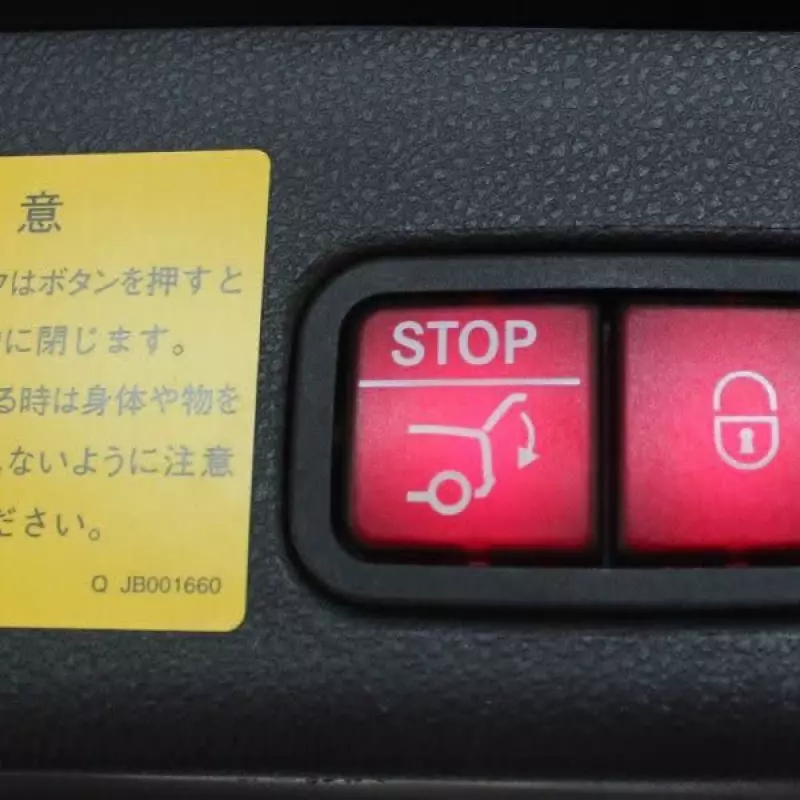 意
はボタンを押すと
に閉じます。
る時は身体や物を
ないように注意
ださい。
Q JB001660
STOP